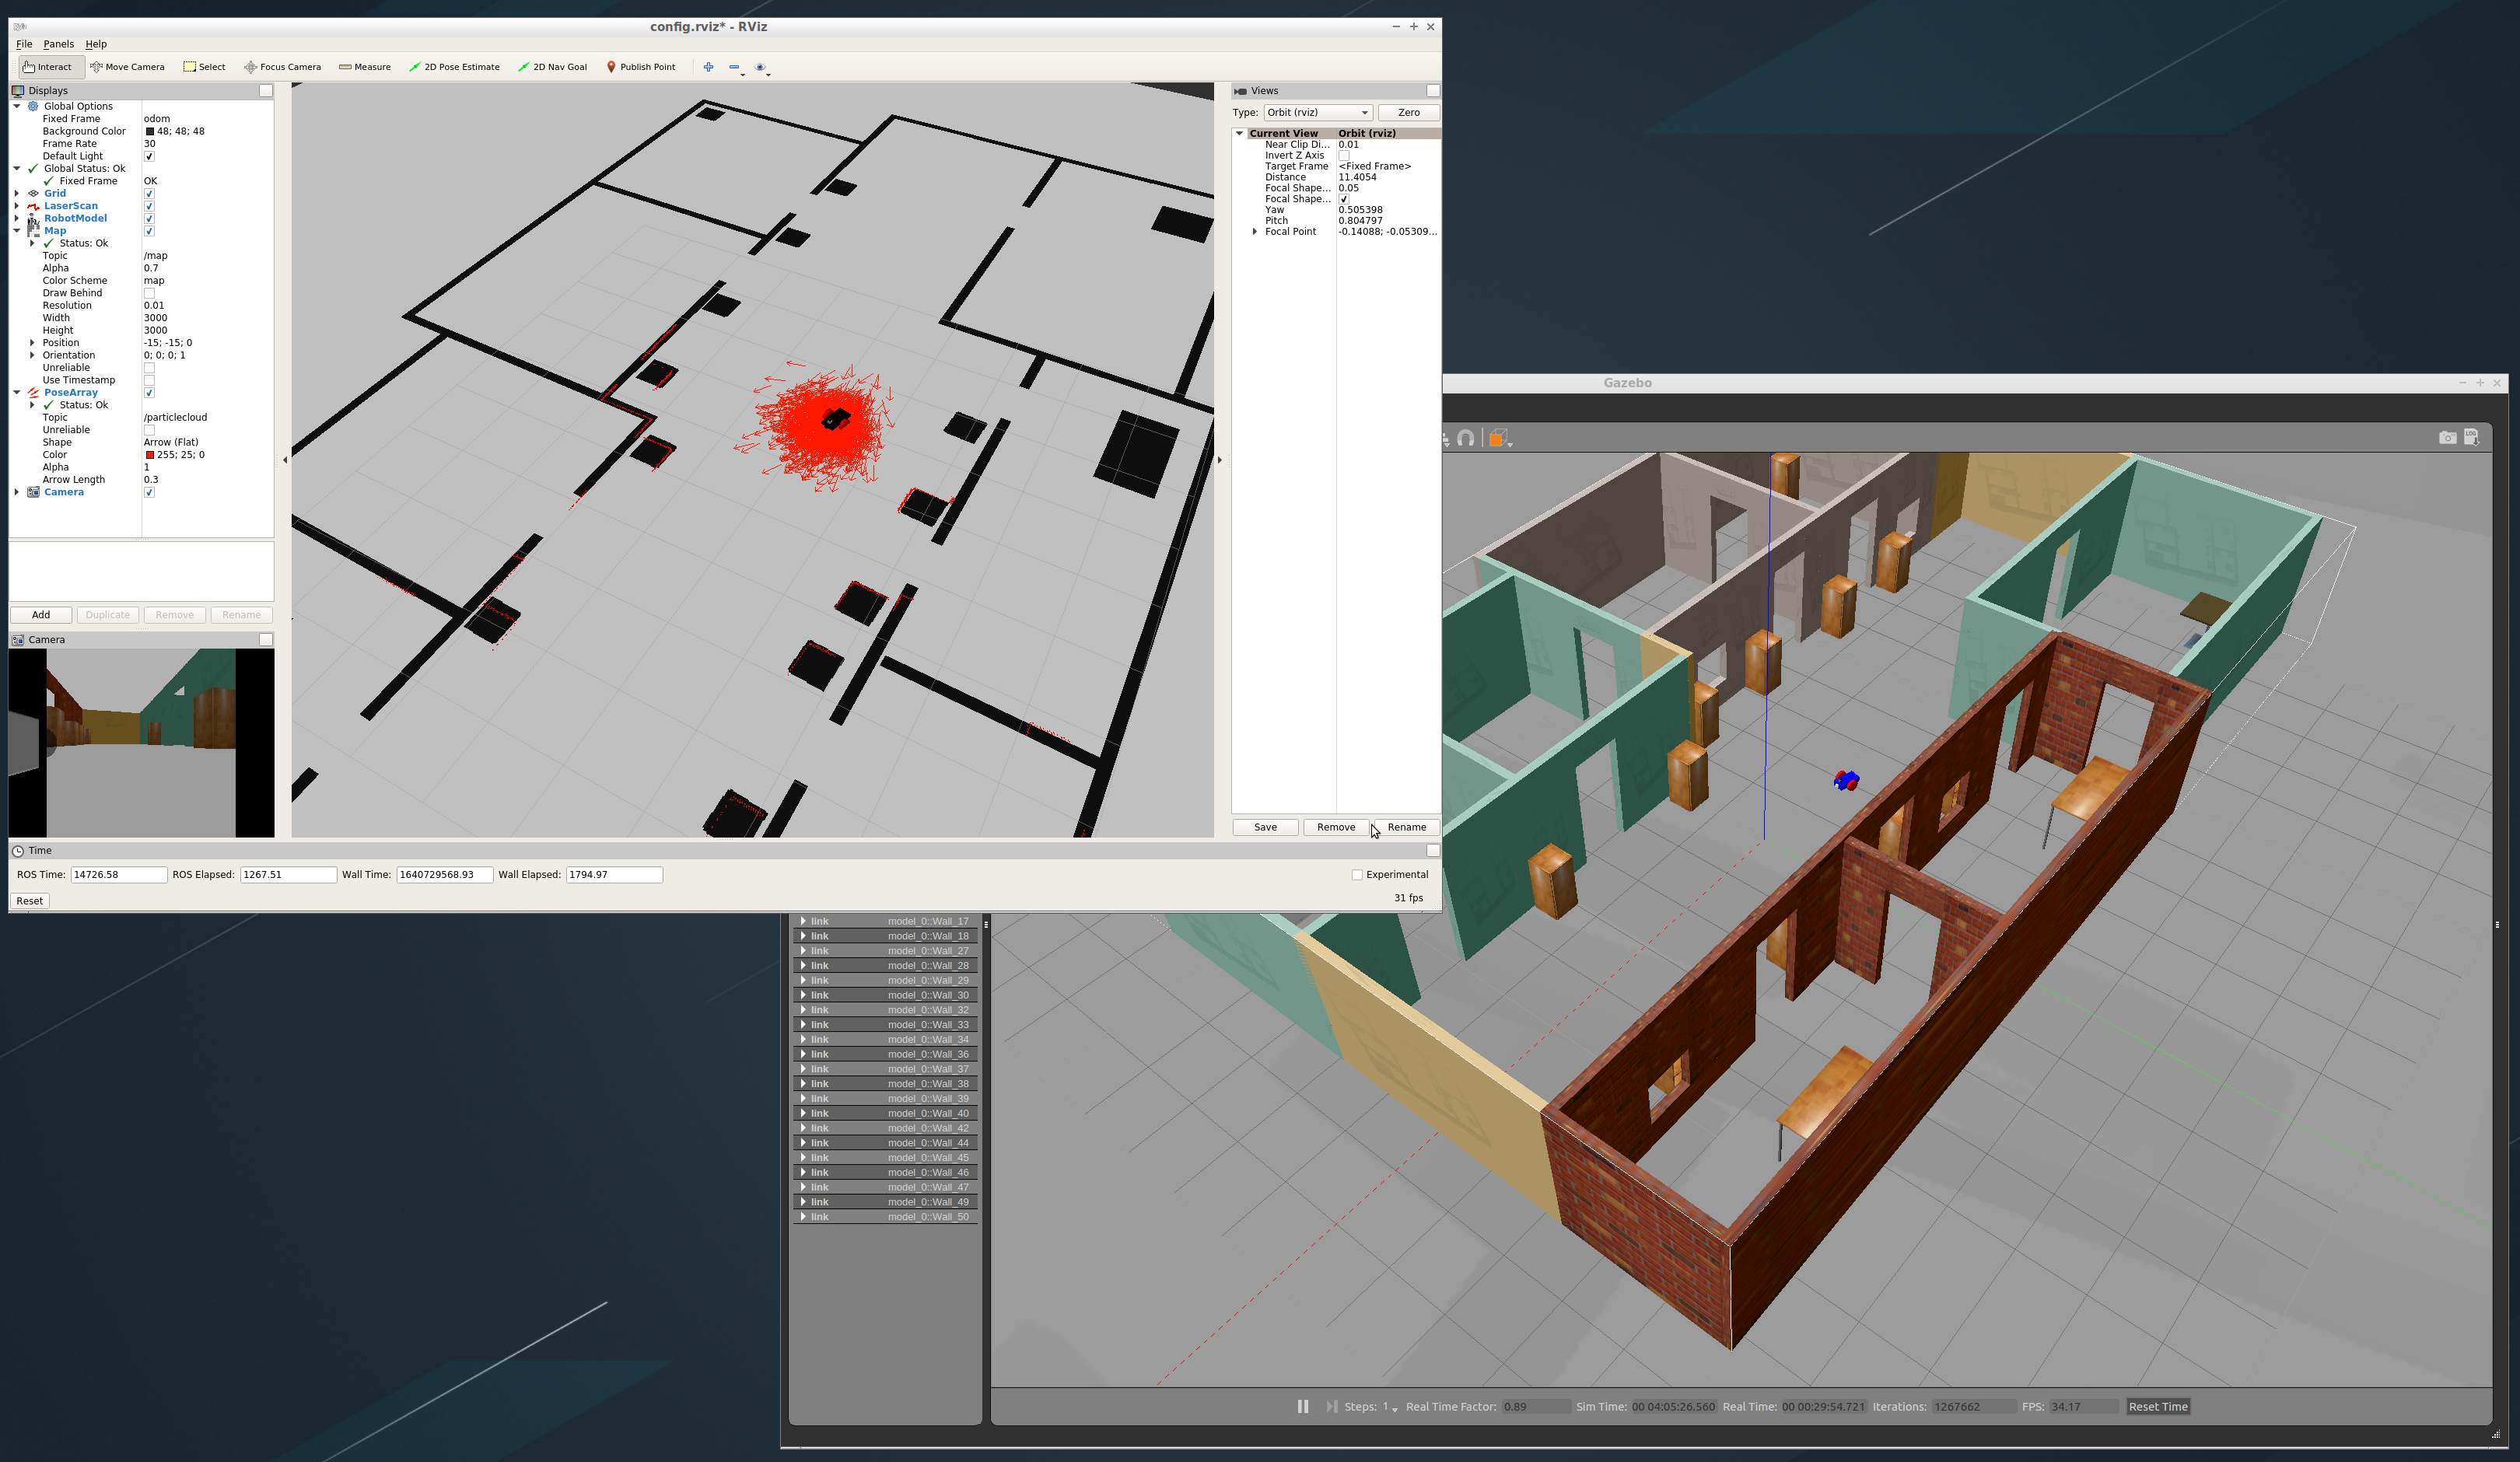 config.rviz* - RViz
File Panels Help
Interact Move Camera Select Focus Camera Measure 2D Pose Estimate 2D Nav Goal Publish Point
Displays
Global Options
Fixed Frame odom
Background Color 48; 48; 48
Frame Rate 30
Default Light
Global Status: Ok
Fixed Frame OK
Grid
LaserScan
RobotModel
Map
Status: Ok
Topic /map
Alpha 0.7
Color Scheme map
Draw Behind
Resolution 0.01
Width 3000
Height 3000
Position -15; -15; 0
Orientation 0; 0; 0; 1
Unreliable
Use Timestamp
PoseArray
Status: Ok
Topic /particlecloud
Unreliable
Shape Arrow (Flat)
Color 255; 25; 0
Alpha 1
Arrow Length 0.3
Camera
Add Duplicate Remove Rename
Camera
Views
Type: Orbit (rviz) Zero
Current View Orbit (rviz)
Near Clip Di... 0.01
Invert Z Axis
Target Frame <Fixed Frame>
Distance 11.4054
Focal Shape... 0.05
Focal Shape...
Yaw 0.505398
Pitch 0.804797
Focal Point -0.14088; -0.05309...
Save Remove Rename
Time
ROS Time: 14726.58 ROS Elapsed: 1267.51 Wall Time: 1640729568.93 Wall Elapsed: 1794.97 Experimental
Reset 31 fps
Gazebo
LOG
link model_0::Wall_17
link model_0::Wall_18
link model_0::Wall_27
link model_0::Wall_28
link model_0::Wall_29
link model_0::Wall_30
link model_0::Wall_32
link model_0::Wall_33
link model_0::Wall_34
link model_0::Wall_36
link model_0::Wall_37
link model_0::Wall_38
link model_0::Wall_39
link model_0::Wall_40
link model_0::Wall_42
link model_0::Wall_44
link model_0::Wall_45
link model_0::Wall_46
link model_0::Wall_47
link model_0::Wall_49
link model_0::Wall_50
Steps: 1 Real Time Factor: 0.89 Sim Time: 00 04:05:26.560 Real Time: 00 00:29:54.721 Iterations: 1267662 FPS: 34.17 Reset Time